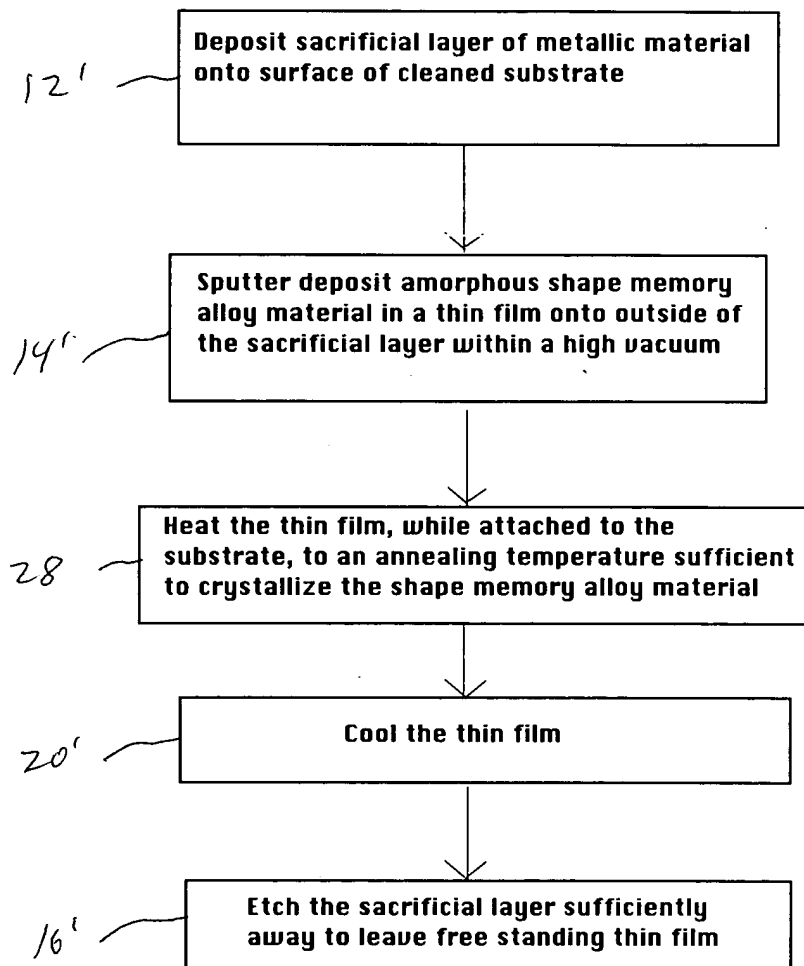 Deposit sacrificial layer of metallic material
onto surface of cleaned substrate
12'
Sputter deposit amorphous shape memory
alloy material in a thin film onto outside of
the sacrificial layer within a high vacuum
14'
Heat the thin film, while attached to the
substrate, to an annealing temperature sufficient
to crystallize the shape memory alloy material
28
Cool the thin film
20'
Etch the sacrificial layer sufficiently
away to leave free standing thin film
16'